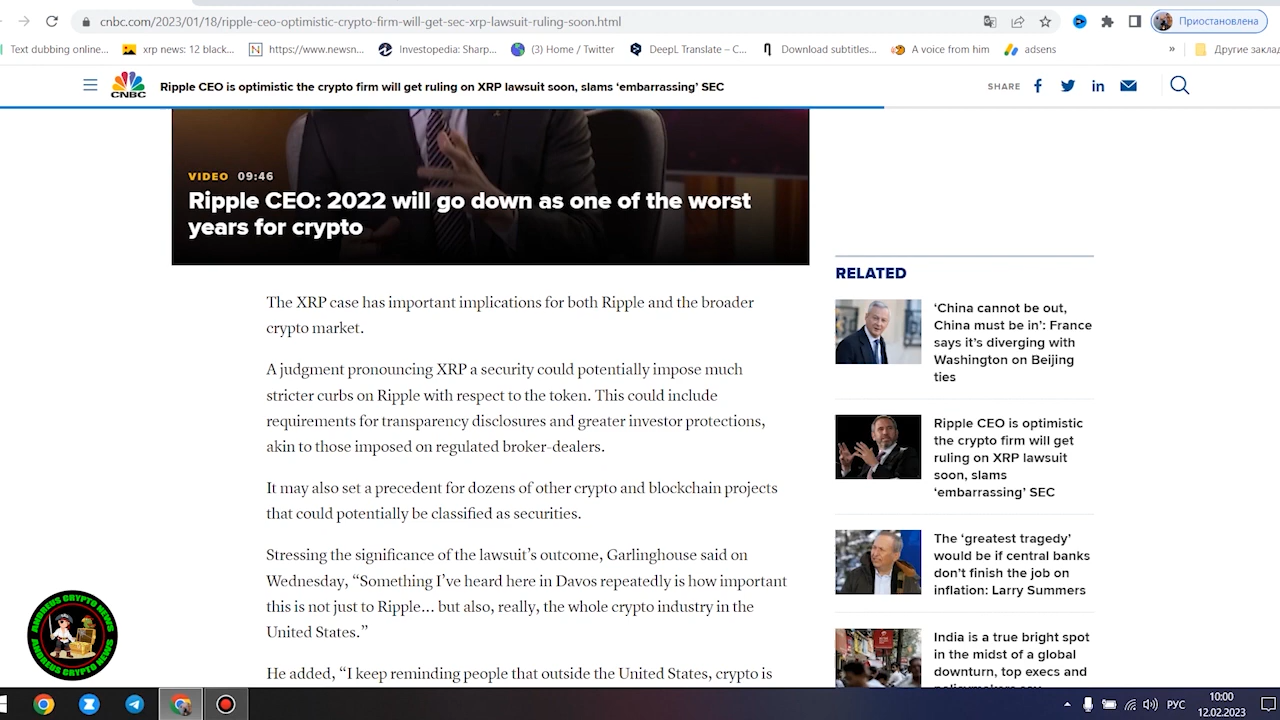 cnbc.com/2023/01/18/ripple-ceo-optimistic-crypto-firm-will-get-sec-xrp-lawsuit-ruling-soon.html
Приостановлена
Text dubbing online...
xrp news: 12 black...
https://www.newsn...
Investopedia: Sharp...
(3) Home / Twitter
DeepL Translate – C...
Download subtitles...
A voice from him
adsens
»
Другие заклад
CNBC
Ripple CEO is optimistic the crypto firm will get ruling on XRP lawsuit soon, slams ‘embarrassing’ SEC
SHARE
VIDEO 09:46
Ripple CEO: 2022 will go down as one of the worst
years for crypto
The XRP case has important implications for both Ripple and the broader
crypto market.
A judgment pronouncing XRP a security could potentially impose much
stricter curbs on Ripple with respect to the token. This could include
requirements for transparency disclosures and greater investor protections,
akin to those imposed on regulated broker-dealers.
It may also set a precedent for dozens of other crypto and blockchain projects
that could potentially be classified as securities.
Stressing the significance of the lawsuit’s outcome, Garlinghouse said on
Wednesday, “Something I’ve heard here in Davos repeatedly is how important
this is not just to Ripple… but also, really, the whole crypto industry in the
United States.”
He added, “I keep reminding people that outside the United States, crypto is
RELATED
‘China cannot be out,
China must be in’: France
says it’s diverging with
Washington on Beijing
ties
Ripple CEO is optimistic
the crypto firm will get
ruling on XRP lawsuit
soon, slams
‘embarrassing’ SEC
The ‘greatest tragedy’
would be if central banks
don’t finish the job on
inflation: Larry Summers
India is a true bright spot
in the midst of a global
downturn, top execs and
policymakers say
ANDREUS CRYPTO NEWS
ANDREUS CRYPTO NEWS
РУС
10:00
12.02.2023